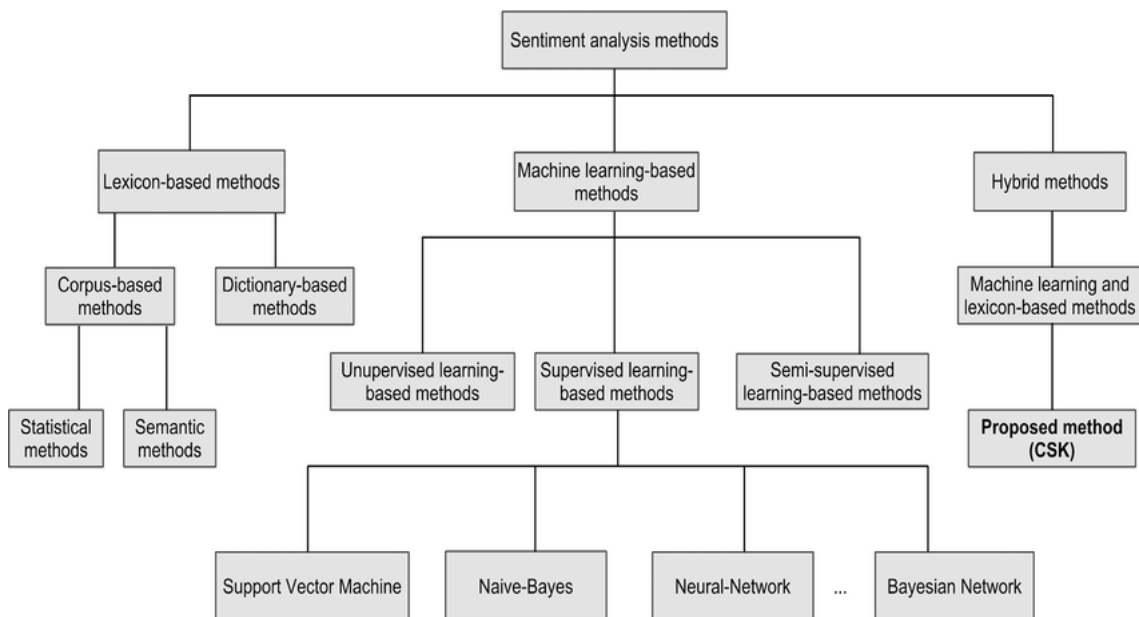 Sentiment analysis methods
Lexicon-based methods
Machine learning-based
methods
Hybrid methods
Corpus-based
methods
Dictionary-based
methods
Machine learning and
lexicon-based methods
Unupervised learning-
based methods
Supervised learning-
based methods
Semi-supervised
learning-based methods
Statistical
methods
Semantic
methods
Proposed method
(CSK)
Support Vector Machine
Naive-Bayes
Neural-Network
...
Bayesian Network